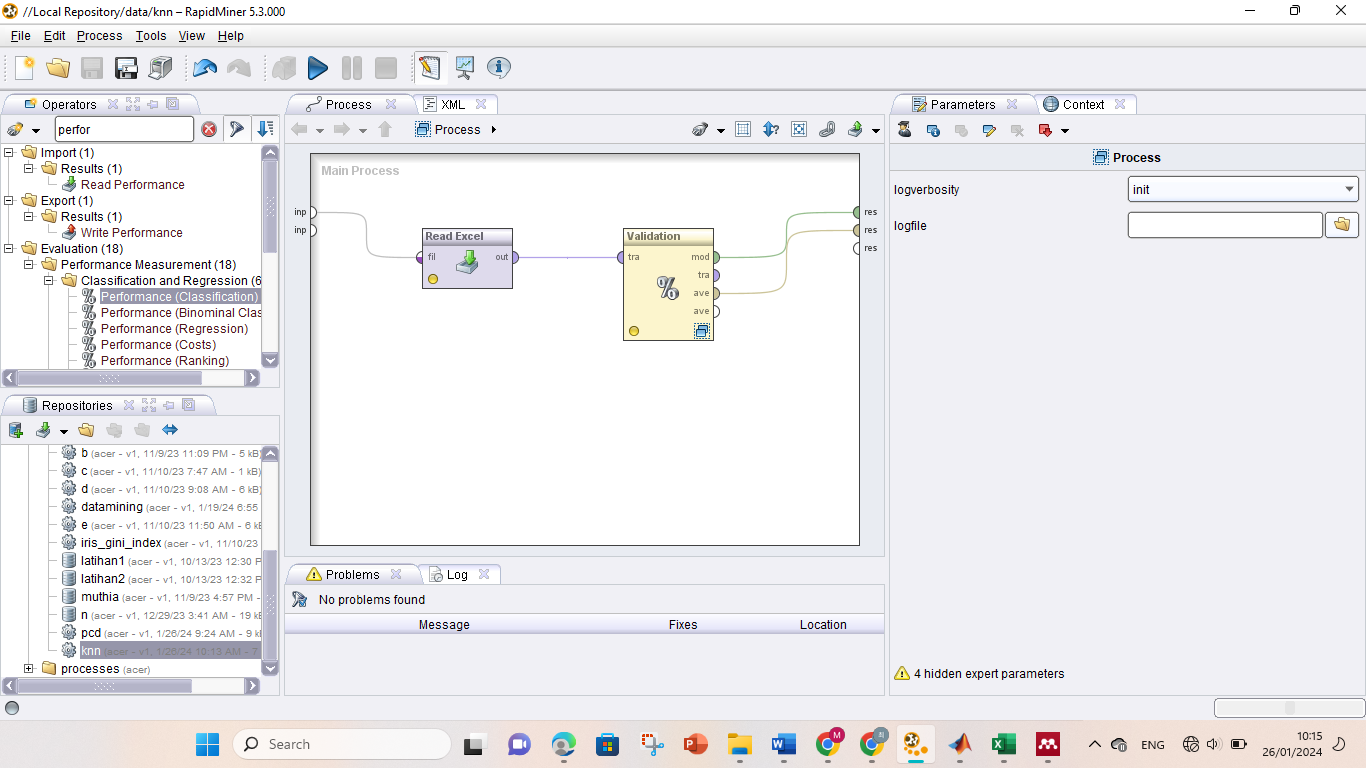 //Local Repository/data/knn – RapidMiner 5.3.000
File Edit Process Tools View Help
Operators
perfor
Import (1)
Results (1)
Read Performance
Export (1)
Results (1)
Write Performance
Evaluation (18)
Performance Measurement (18)
Classification and Regression (6
Performance (Classification)
Performance (Binominal Clas
Performance (Regression)
Performance (Costs)
Performance (Ranking)
Repositories
b (acer - v1, 11/9/23 11:09 PM - 5 kB)
c (acer - v1, 11/10/23 7:47 AM - 1 kB)
d (acer - v1, 11/10/23 9:08 AM - 6 kB)
datamining (acer - v1, 1/19/24 6:55
e (acer - v1, 11/10/23 11:50 AM - 6 kB
iris_gini_index (acer - v1, 11/10/23
latihan1 (acer - v1, 10/13/23 12:30 P
latihan2 (acer - v1, 10/13/23 12:32 P
muthia (acer - v1, 11/9/23 4:57 PM -
n (acer - v1, 12/29/23 3:41 AM - 19 kB
pcd (acer - v1, 1/26/24 9:24 AM - 9 kB
knn (acer - v1, 1/26/24 10:13 AM - 7
processes (acer)
Process XML
Process
Main Process
inp
inp
Read Excel
fil out
Validation
tra mod
tra
ave
ave
%
res
res
res
Problems Log
No problems found
Message Fixes Location
Parameters Context
Process
logverbosity init
logfile
4 hidden expert parameters
Search
ENG
10:15
26/01/2024